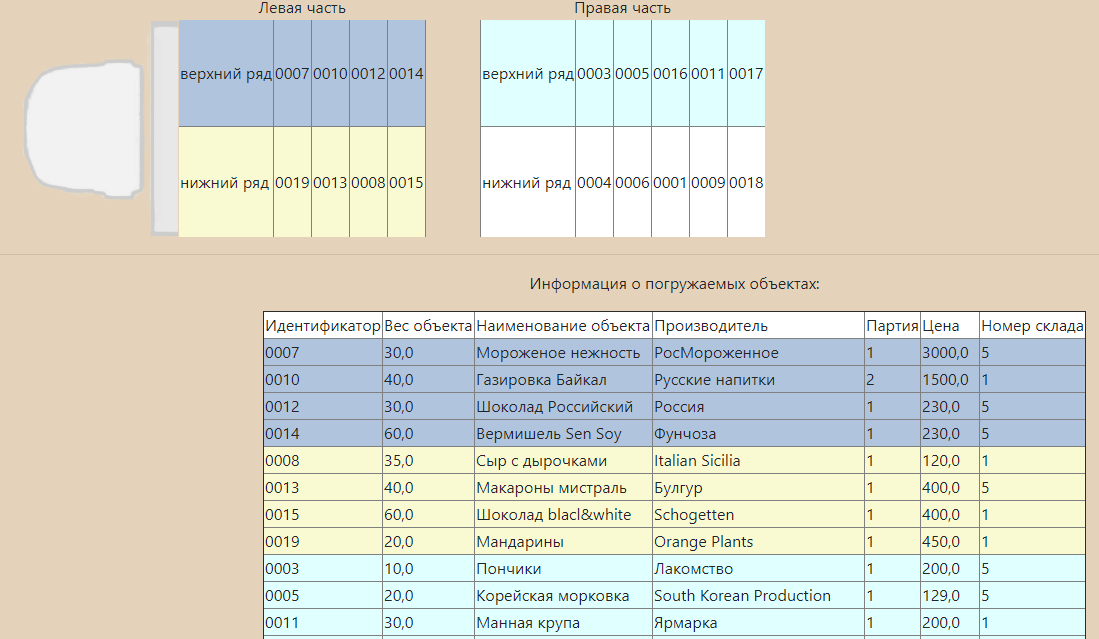 Левая часть Правая часть
верхний ряд 0007 0010 0012 0014 верхний ряд 0003 0005 0016 0011 0017
нижний ряд 0019 0013 0008 0015 нижний ряд 0004 0006 0001 0009 0018
Информация о погружаемых объектах:
Идентификатор Вес объекта Наименование объекта Производитель Партия Цена Номер склада
0007 30,0 Мороженое нежность РосМороженное 1 3000,0 5
0010 40,0 Газировка Байкал Русские напитки 2 1500,0 1
0012 30,0 Шоколад Российский Россия 1 230,0 5
0014 60,0 Вермишель Sen Soy Фунчоза 1 230,0 5
0008 35,0 Сыр с дырочками Italian Sicilia 1 120,0 1
0013 40,0 Макароны мистраль Булгур 1 400,0 5
0015 60,0 Шоколад blacl&white Schogetten 1 400,0 1
0019 20,0 Мандарины Orange Plants 1 450,0 1
0003 10,0 Пончики Лакомство 1 200,0 5
0005 20,0 Корейская морковка South Korean Production 1 129,0 5
0011 30,0 Манная крупа Ярмарка 1 200,0 1